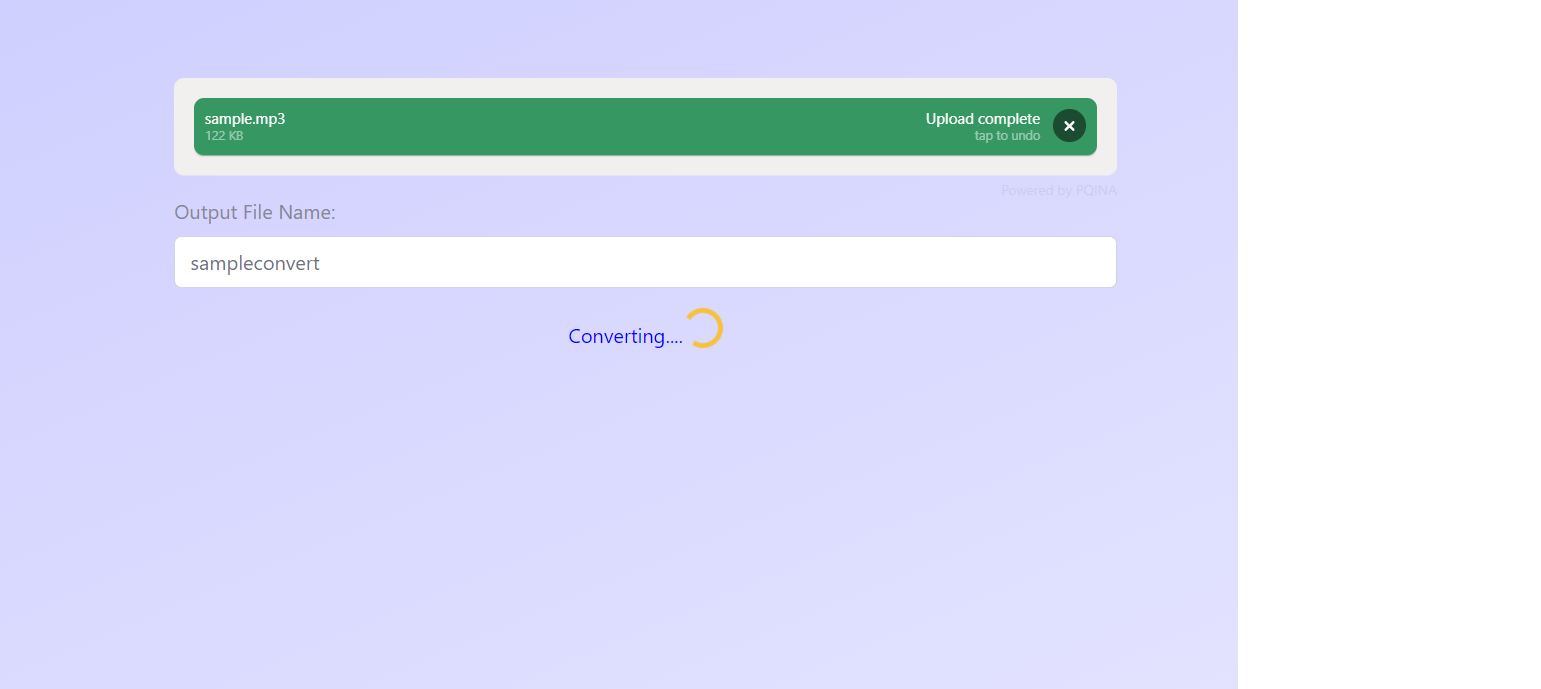 sample.mp3
122 KB
Upload complete
tap to undo
Powered by PQINA
Output File Name:
sampleconvert
Converting....